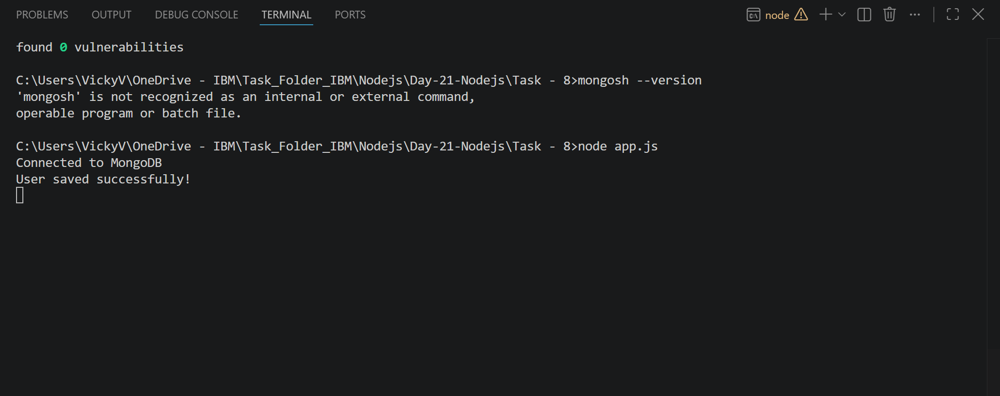 PROBLEMS OUTPUT DEBUG CONSOLE TERMINAL PORTS node
found 0 vulnerabilities
C:\Users\VickyV\OneDrive - IBM\Task_Folder_IBM\Nodejs\Day-21-Nodejs\Task - 8>mongosh --version
'mongosh' is not recognized as an internal or external command,
operable program or batch file.
C:\Users\VickyV\OneDrive - IBM\Task_Folder_IBM\Nodejs\Day-21-Nodejs\Task - 8>node app.js
Connected to MongoDB
User saved successfully!